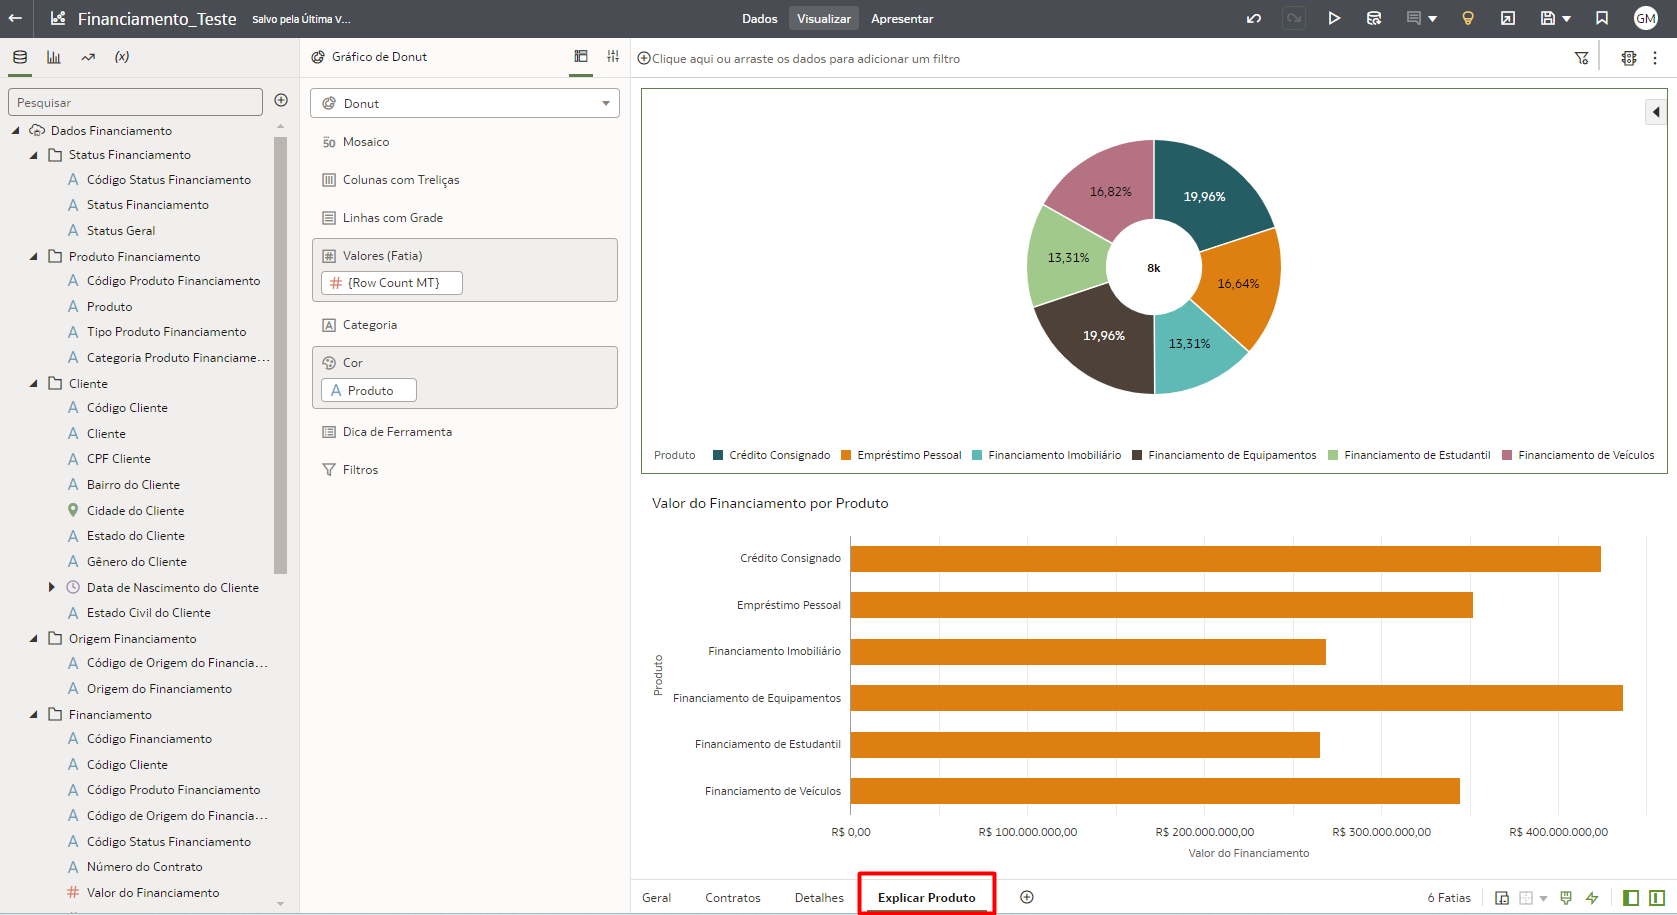 Financiamento_Teste
Salvo pela Última V...
Dados
Visualizar
Apresentar
GM
(x)
Pesquisar
Dados Financiamento
Status Financiamento
A Código Status Financiamento
A Status Financiamento
A Status Geral
Produto Financiamento
A Código Produto Financiamento
A Produto
A Tipo Produto Financiamento
A Categoria Produto Financiame...
Cliente
A Código Cliente
A Cliente
A CPF Cliente
A Bairro do Cliente
Cidade do Cliente
A Estado do Cliente
A Gênero do Cliente
Data de Nascimento do Cliente
A Estado Civil do Cliente
Origem Financiamento
A Código de Origem do Financia...
A Origem do Financiamento
Financiamento
A Código Financiamento
A Código Cliente
A Código Produto Financiamento
A Código de Origem do Financia...
A Código Status Financiamento
A Número do Contrato
# Valor do Financiamento
Gráfico de Donut
Donut
50 Mosaico
Colunas com Treliças
Linhas com Grade
# Valores (Fatia)
# {Row Count MT}
A Categoria
Cor
A Produto
Dica de Ferramenta
Filtros
Clique aqui ou arraste os dados para adicionar um filtro
16,82%
19,96%
13,31%
8k
16,64%
19,96%
13,31%
Produto
Crédito Consignado
Empréstimo Pessoal
Financiamento Imobiliário
Financiamento de Equipamentos
Financiamento de Estudantil
Financiamento de Veículos
Valor do Financiamento por Produto
Produto
Crédito Consignado
Empréstimo Pessoal
Financiamento Imobiliário
Financiamento de Equipamentos
Financiamento de Estudantil
Financiamento de Veículos
R$ 0,00
R$ 100.000.000,00
R$ 200.000.000,00
R$ 300.000.000,00
R$ 400.000.000,00
Valor do Financiamento
Geral
Contratos
Detalhes
Explicar Produto
6 Fatias